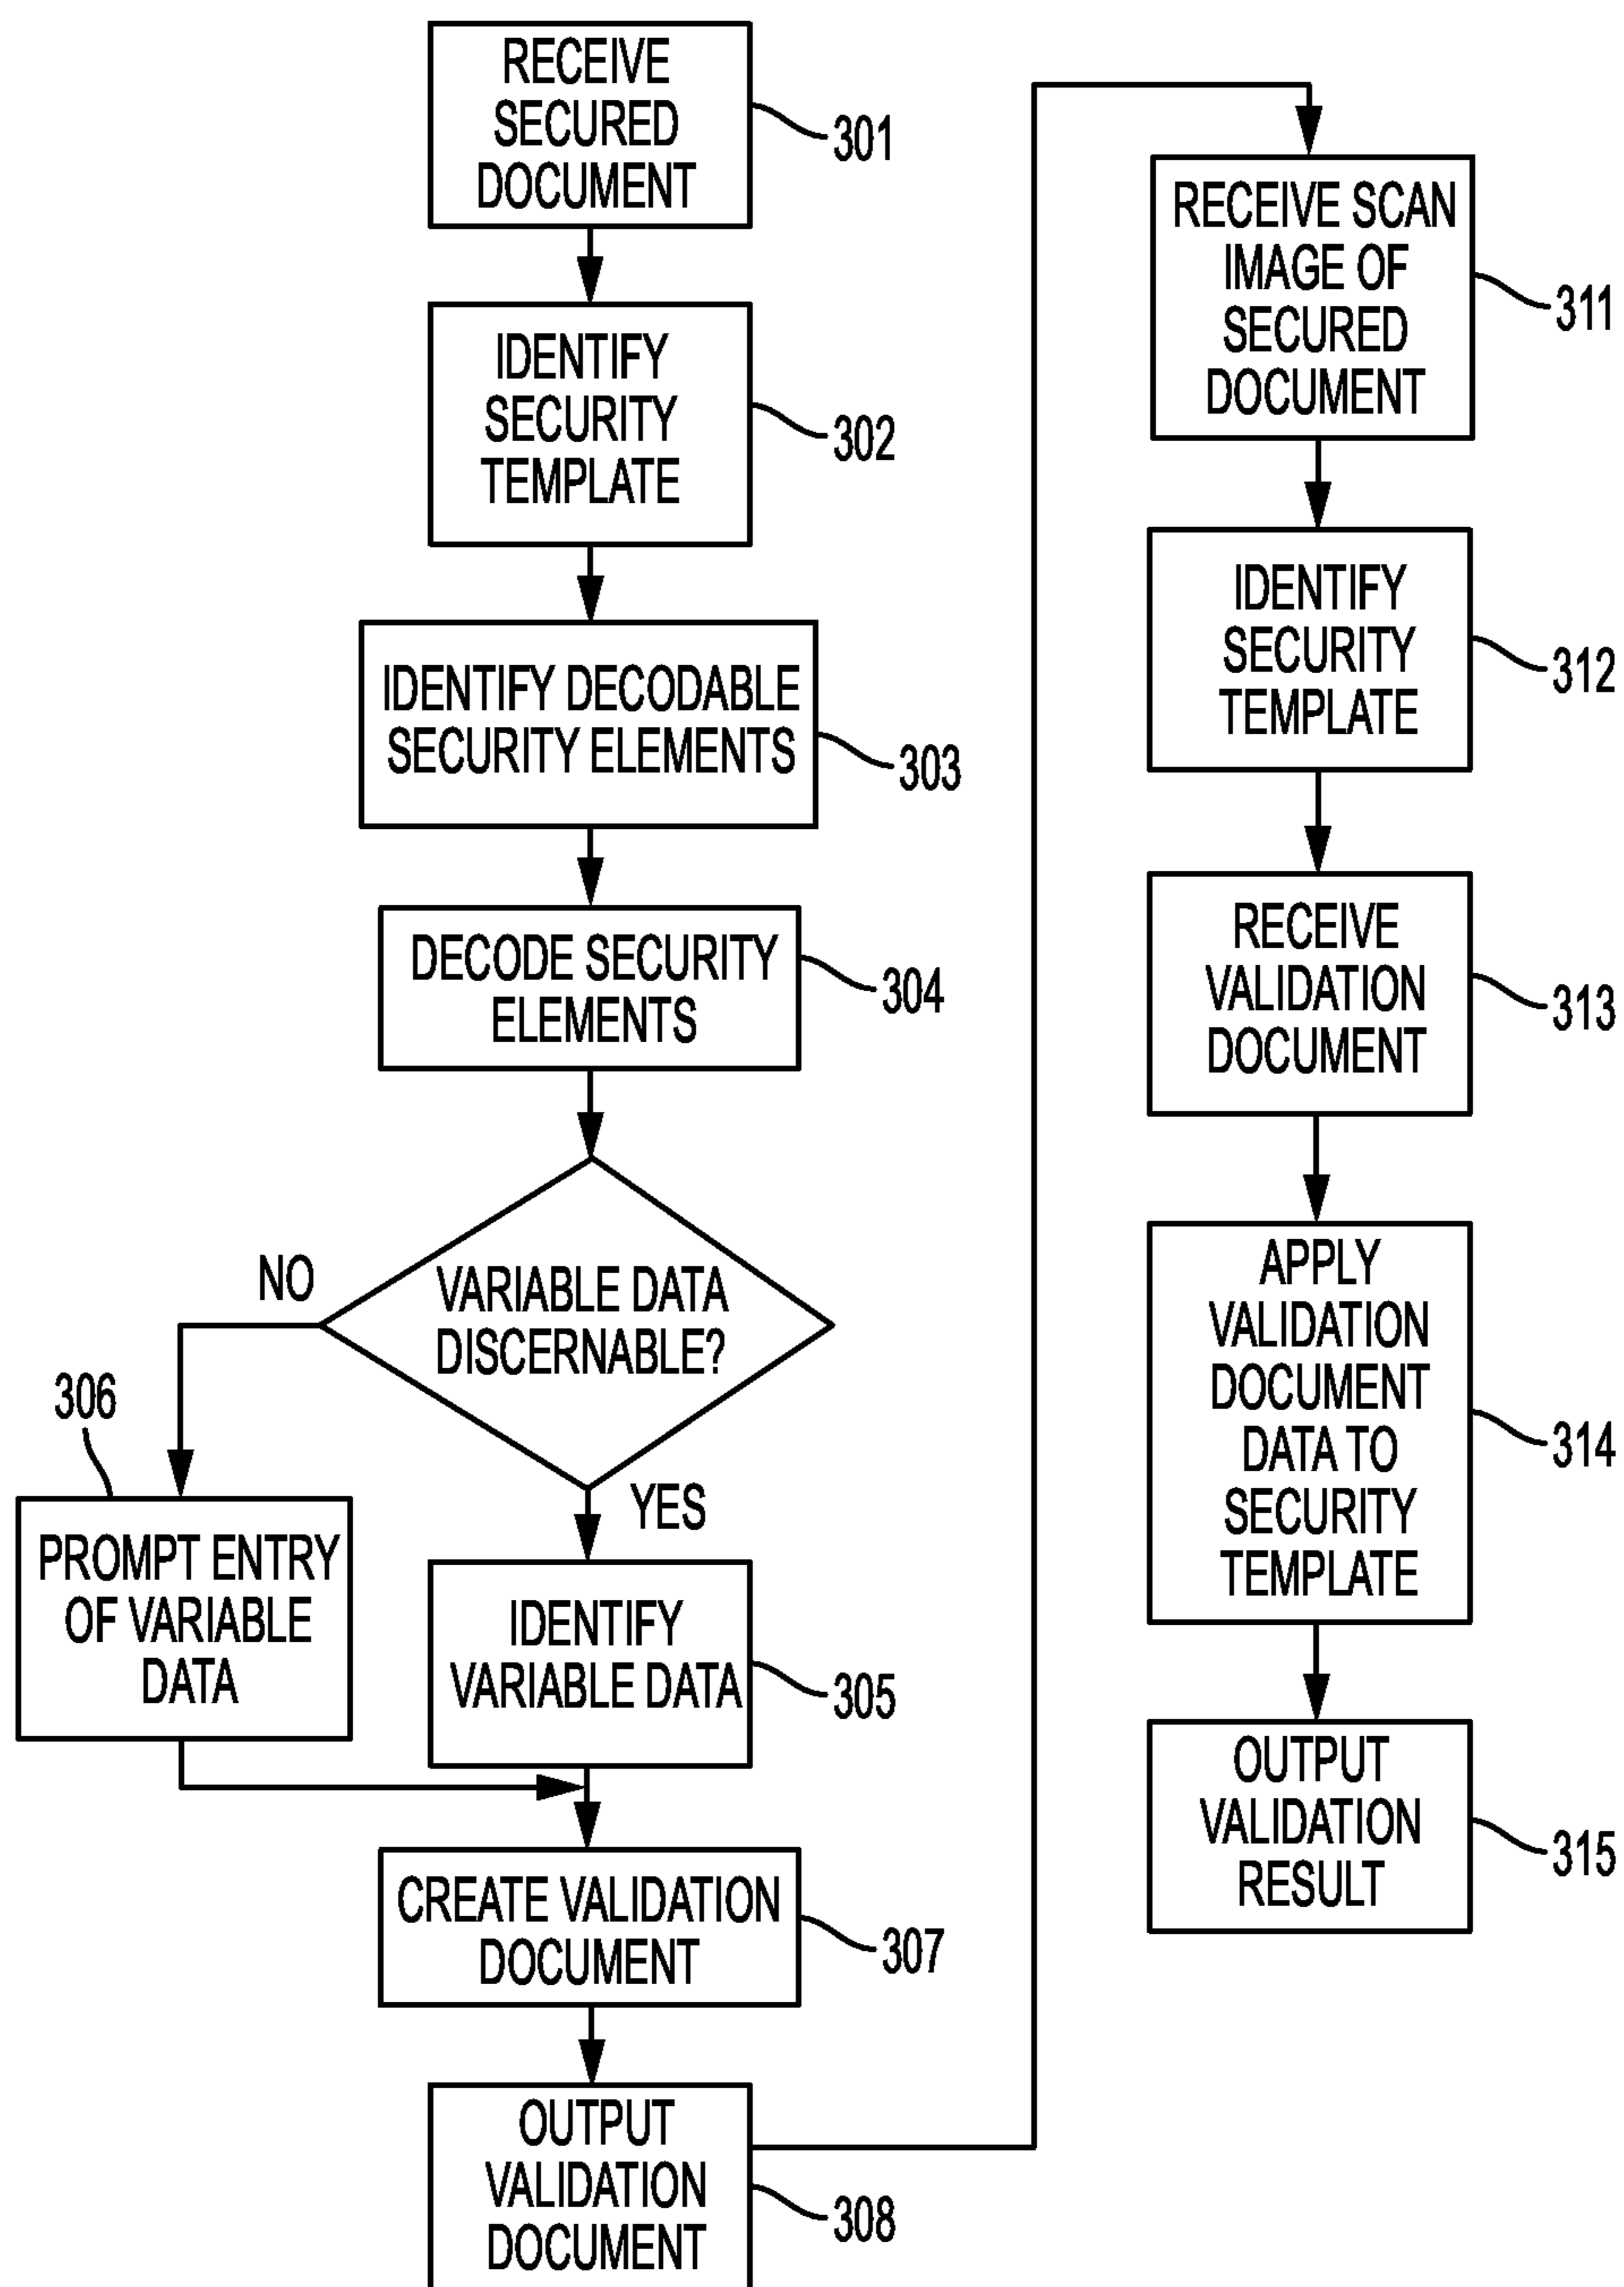 RECEIVE
SECURED
DOCUMENT
301
IDENTIFY
SECURITY
TEMPLATE
302
IDENTIFY DECODABLE
SECURITY ELEMENTS
303
DECODE SECURITY
ELEMENTS
304
VARIABLE DATA
DISCERNABLE?
NO
YES
306
PROMPT ENTRY
OF VARIABLE
DATA
IDENTIFY
VARIABLE DATA
305
CREATE VALIDATION
DOCUMENT
307
OUTPUT
VALIDATION
DOCUMENT
308
RECEIVE SCAN
IMAGE OF
SECURED
DOCUMENT
311
IDENTIFY
SECURITY
TEMPLATE
312
RECEIVE
VALIDATION
DOCUMENT
313
APPLY
VALIDATION
DOCUMENT
DATA TO
SECURITY
TEMPLATE
314
OUTPUT
VALIDATION
RESULT
315